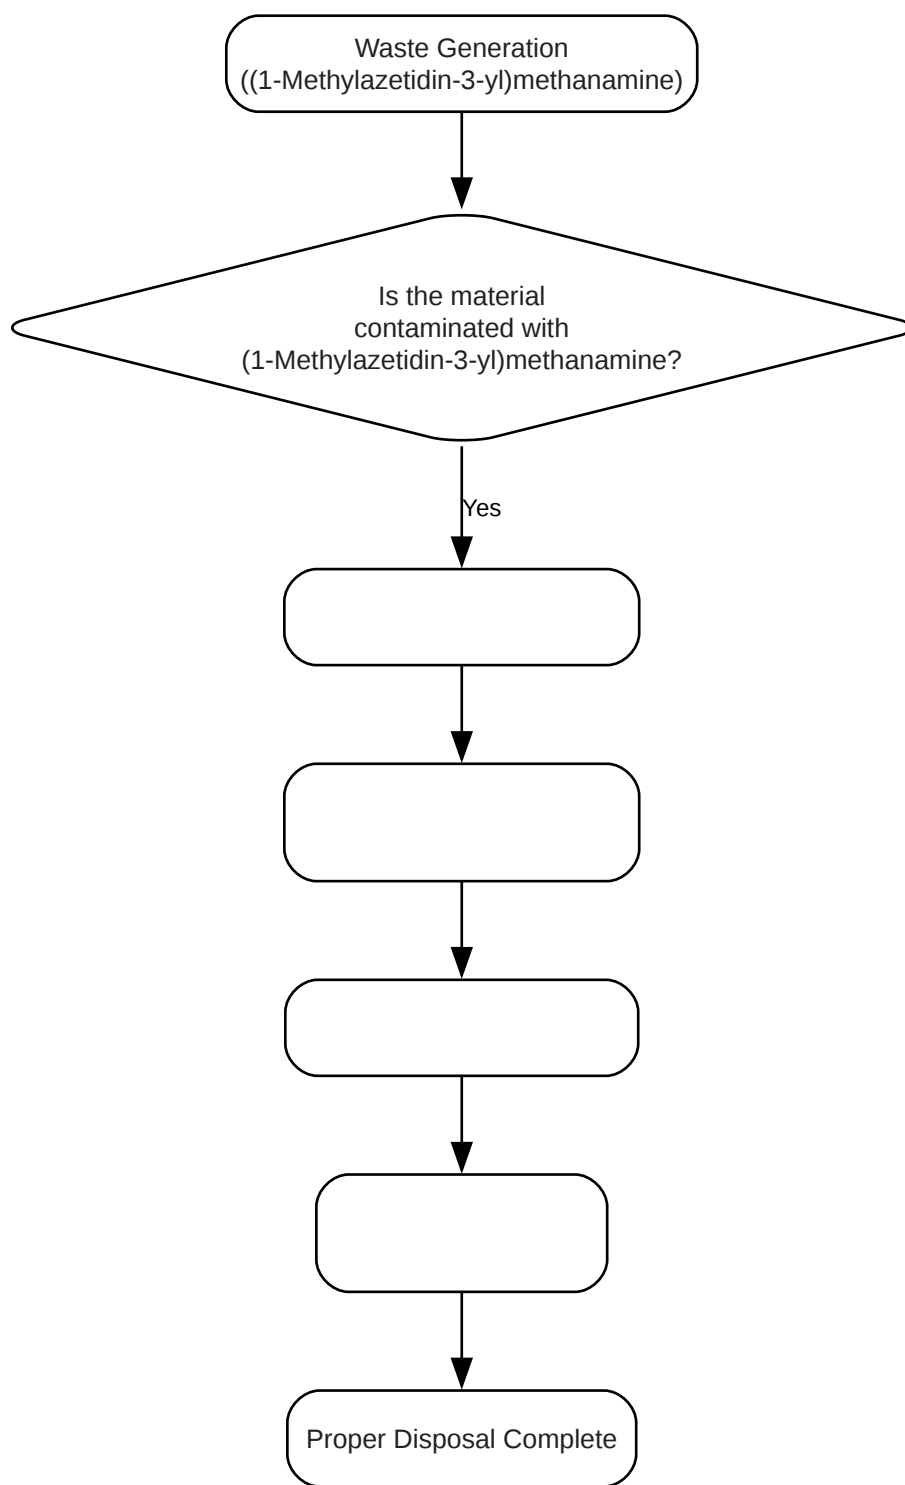 Waste Generation
((1-Methylazetidin-3-yl)methanamine)
Is the material
contaminated with
(1-Methylazetidin-3-yl)methanamine?
Yes
Proper Disposal Complete